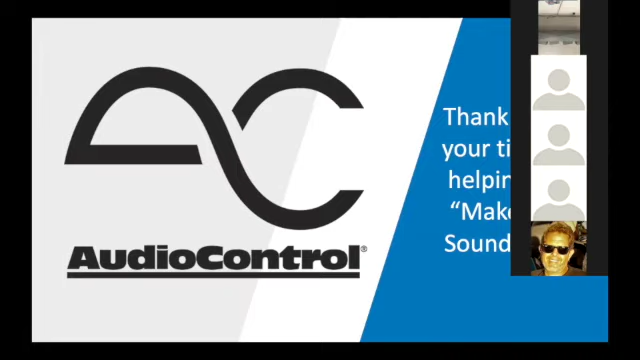 AudioControl®
Thank
your ti
helpin
"Make
Sound